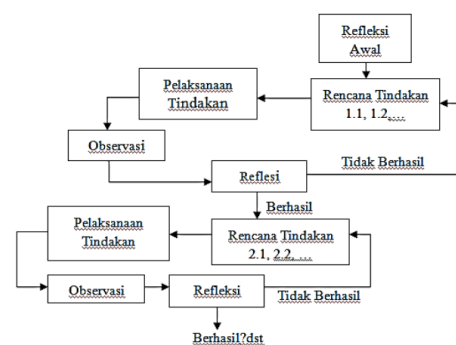 Refleksi
Awal
Pelaksanaan
Tindakan
Rencana Tindakan
1.1, 1.2,....
Observasi
Tidak Berhasil
Reflesi
Berhasil
Pelaksanaan
Tindakan
Rencana Tindakan
2.1, 2.2, ...
Observasi
Refleksi
Tidak Berhasil
Berhasil?dst